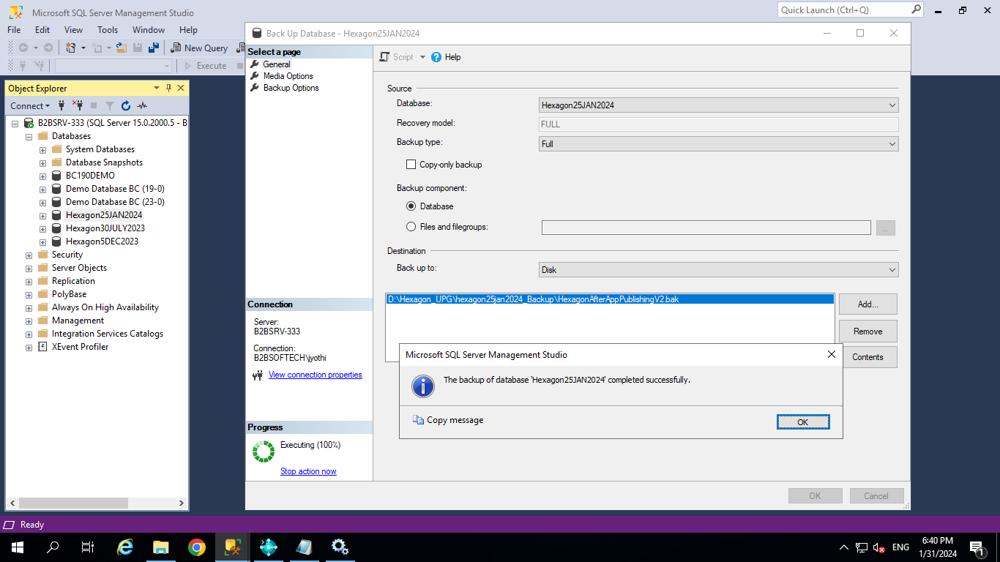 Microsoft SQL Server Management Studio
Quick Launch (Ctrl+Q)
File Edit View Tools Window Help
New Query
Execute
Object Explorer
Connect
B2BSRV-333 (SQL Server 15.0.2000.5 - B
Databases
System Databases
Database Snapshots
BC190DEMO
Demo Database BC (19-0)
Demo Database BC (23-0)
Hexagon25JAN2024
Hexagon30JULY2023
Hexagon5DEC2023
Security
Server Objects
Replication
PolyBase
Always On High Availability
Management
Integration Services Catalogs
XEvent Profiler
Back Up Database - Hexagon25JAN2024
Select a page
General
Media Options
Backup Options
Connection
Server:
B2BSRV-333
Connection:
B2BSOFTECH\jyothi
View connection properties
Progress
Executing (100%)
Stop action now
Script Help
Source
Database: Hexagon25JAN2024
Recovery model: FULL
Backup type: Full
Copy-only backup
Backup component:
Database
Files and filegroups: ...
Destination
Back up to: Disk
D:\Hexagon_UPG\hexagon25jan2024_Backup\HexagonAfterAppPublishingV2.bak
Add...
Remove
Contents
Microsoft SQL Server Management Studio
The backup of database 'Hexagon25JAN2024' completed successfully.
Copy message OK
OK Cancel
Ready
ENG
6:40 PM
1/31/2024
1